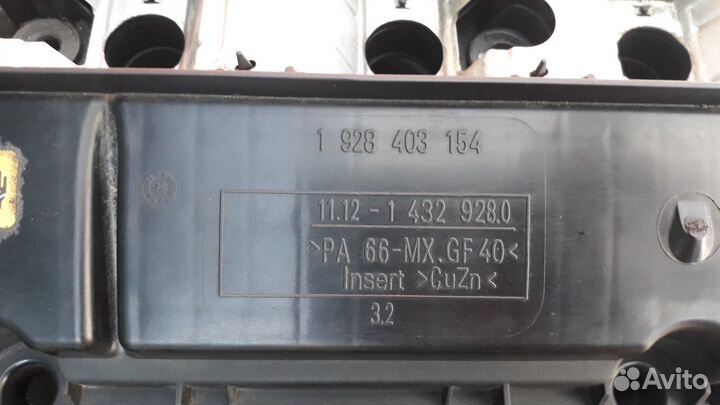 1 928 403 154
11.12 - 1 432 928.0
>PA 66-MX.GF40<
Insert >CuZn<
3.2
Avito